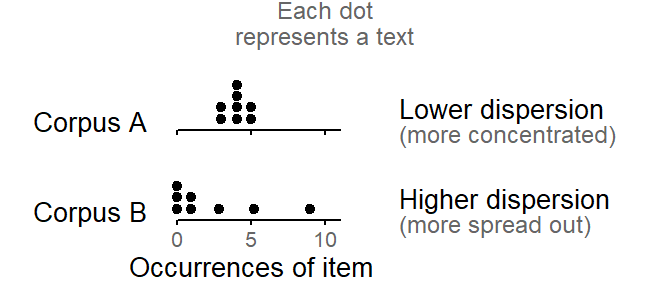 Each dot
represents a text
Corpus A
Lower dispersion
(more concentrated)
Corpus B
Higher dispersion
(more spread out)
0 5 10
Occurrences of item